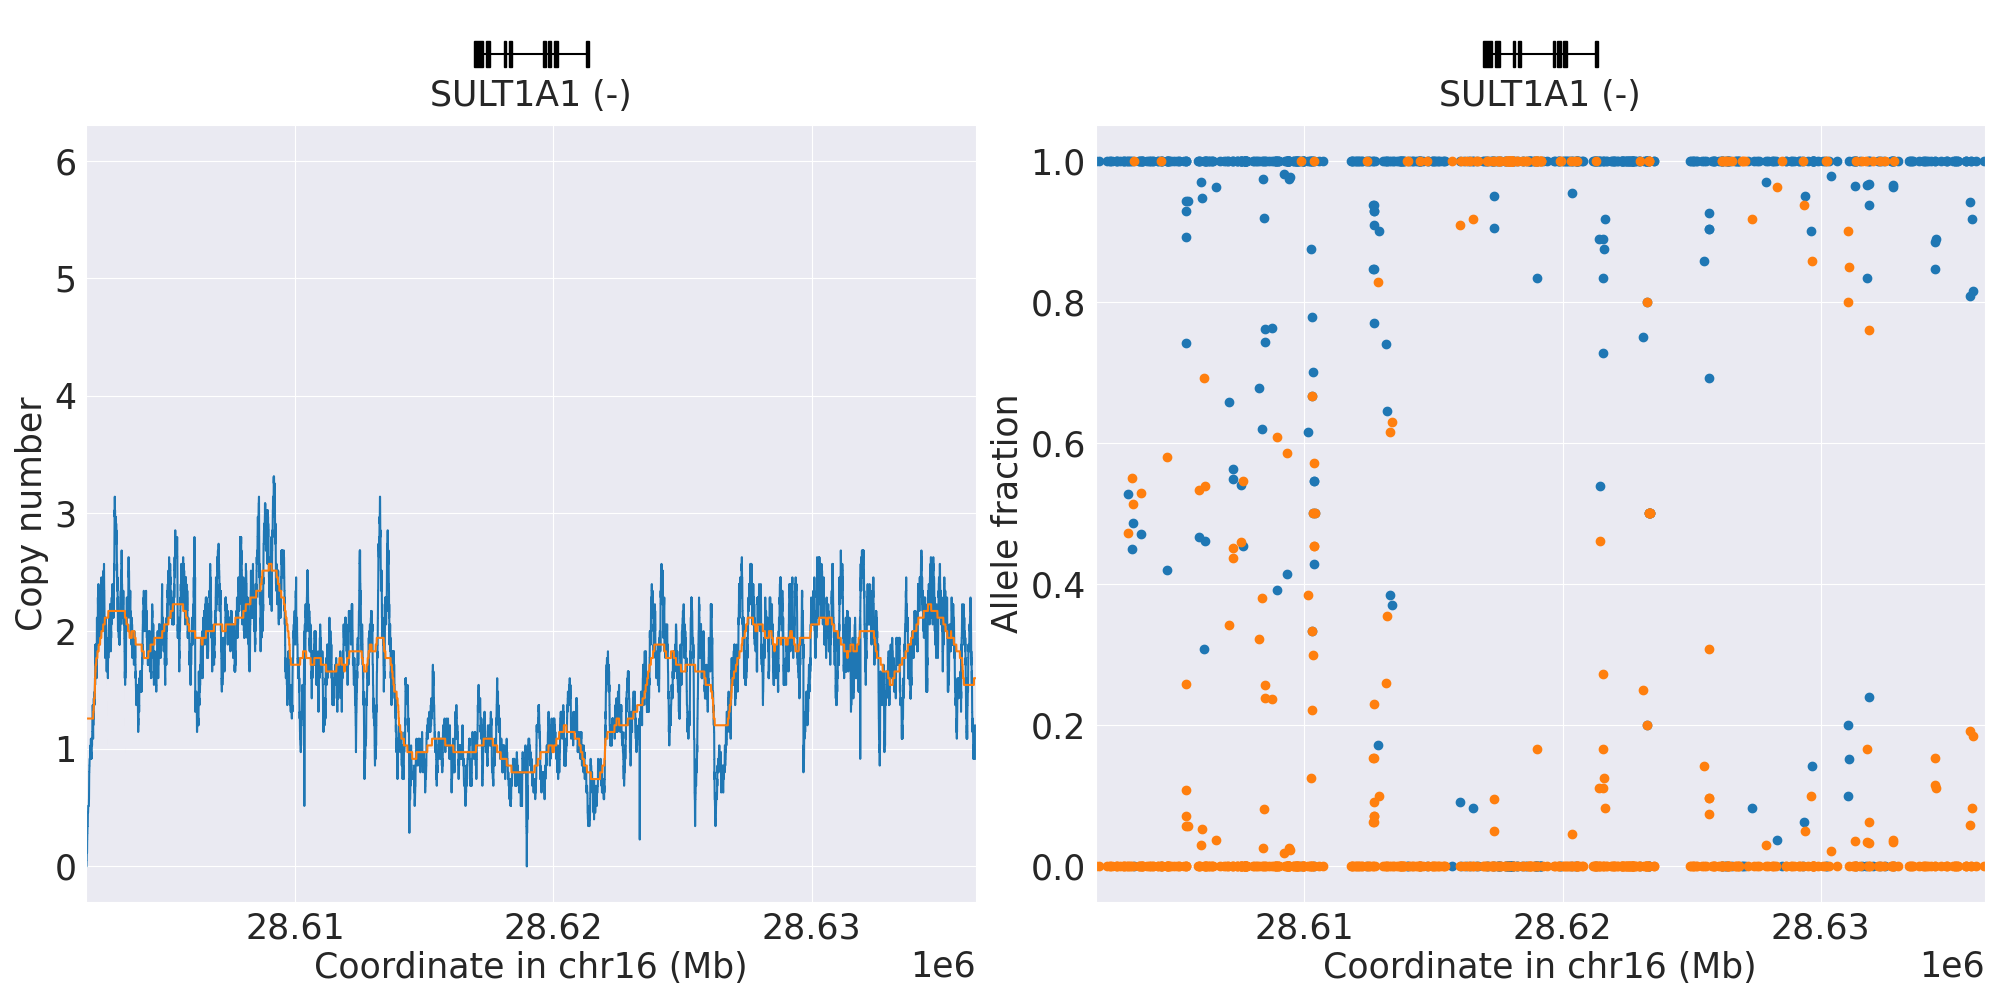 SULT1A1 (-)
6
5
4
3
2
1
0
Copy number
28.61
28.62
28.63
Coordinate in chr16 (Mb)
1e6
SULT1A1 (-)
1.0
0.8
0.6
0.4
0.2
0.0
Allele fraction
28.61
28.62
28.63
Coordinate in chr16 (Mb)
1e6